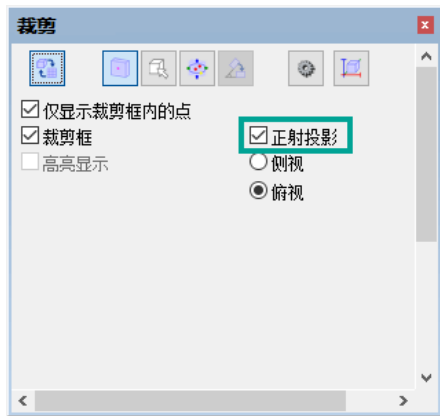 裁剪
仅显示裁剪框内的点
裁剪框 正射投影
高亮显示 侧视
俯视